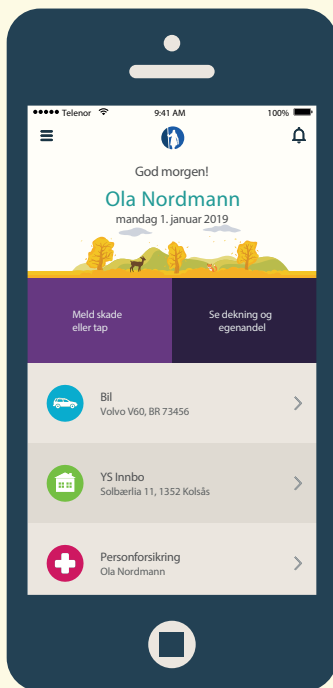 Telenor 9:41 AM 100%
God morgen!
Ola Nordmann
mandag 1. januar 2019
Meld skade
eller tap
Se dekning og
egenandel
Bil
Volvo V60, BR 73456
YS Innbo
Solbærlia 11, 1352 Kolsås
Personforsikring
Ola Nordmann